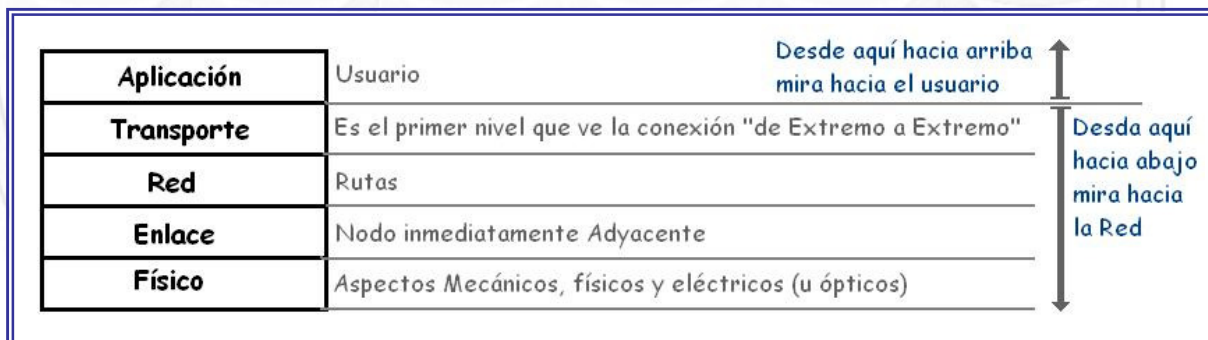 Desde aquí hacia arriba
mira hacia el usuario
Aplicación
Usuario
Transporte
Es el primer nivel que ve la conexión "de Extremo a Extremo"
Desda aquí
hacia abajo
mira hacia
la Red
Red
Rutas
Enlace
Nodo inmediatamente Adyacente
Físico
Aspectos Mecánicos, físicos y eléctricos (u ópticos)